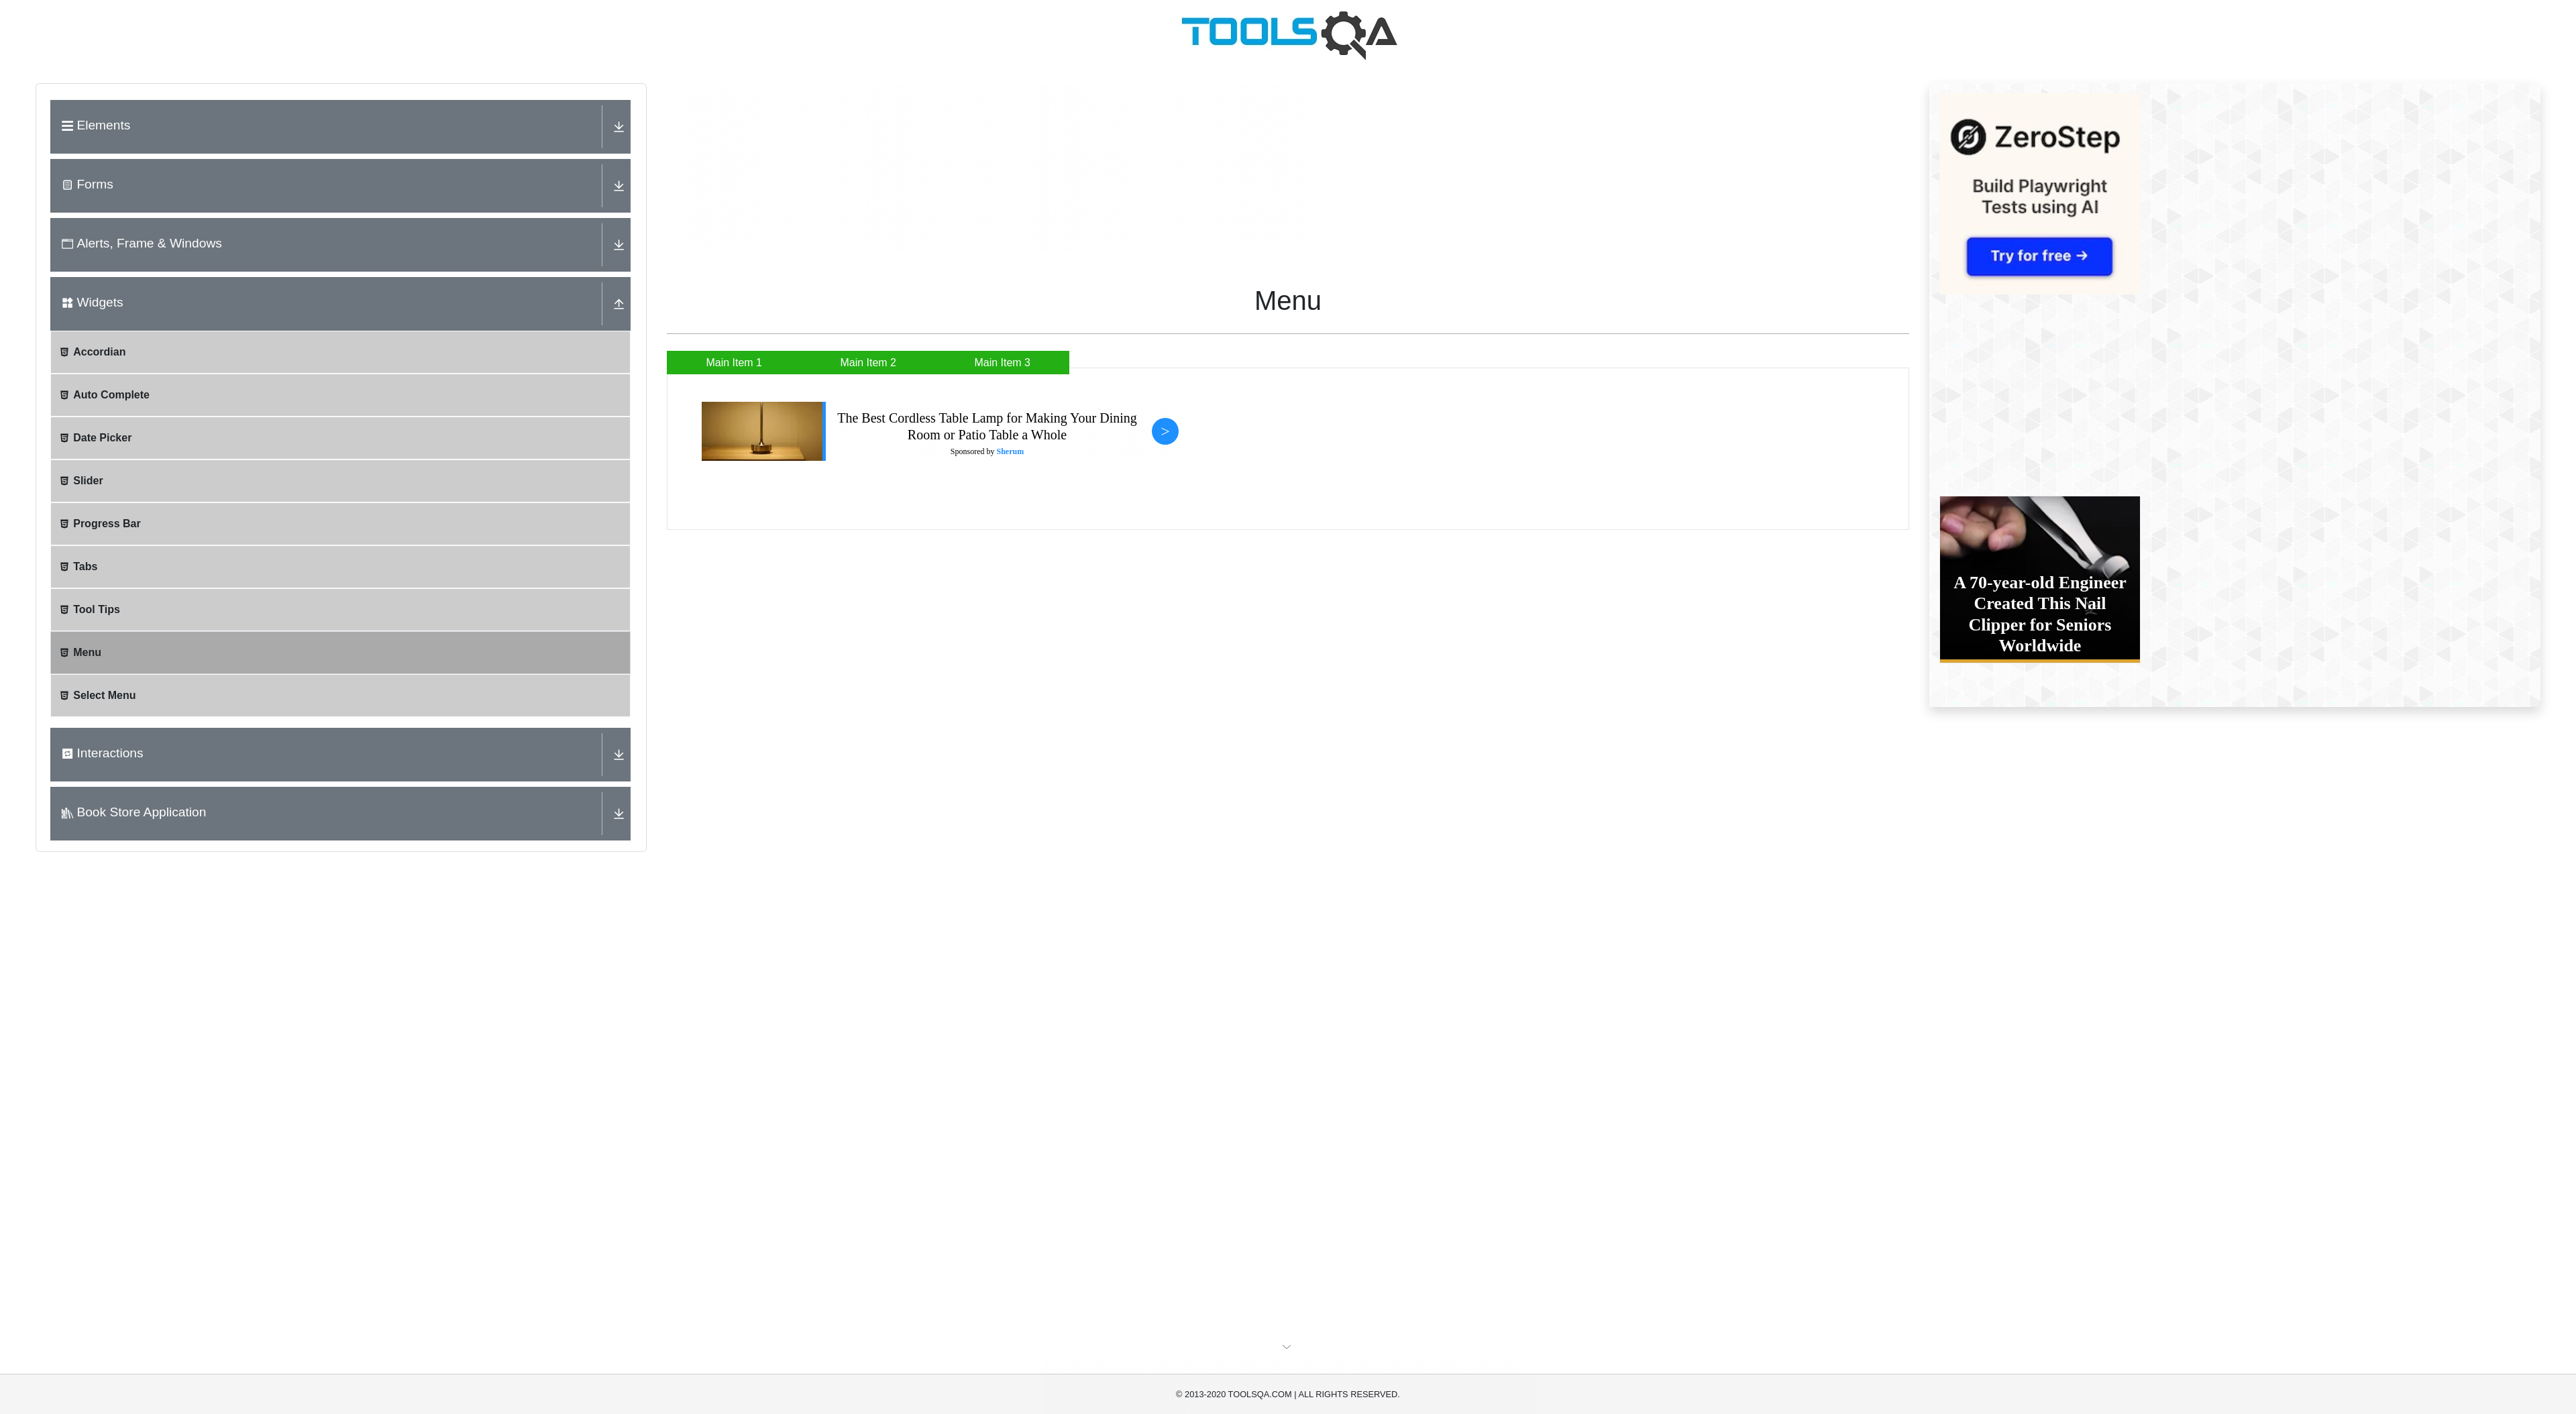 TOOLSQA
Elements
Forms
Alerts, Frame & Windows
Widgets
Accordian
Auto Complete
Date Picker
Slider
Progress Bar
Tabs
Tool Tips
Menu
Select Menu
Interactions
Book Store Application
Menu
Main Item 1
Main Item 2
Main Item 3
The Best Cordless Table Lamp for Making Your Dining
Room or Patio Table a Whole
Sponsored by Sherum
>
ZeroStep
Build Playwright
Tests using AI
Try for free →
A 70-year-old Engineer
Created This Nail
Clipper for Seniors
Worldwide
© 2013-2020 TOOLSQA.COM | ALL RIGHTS RESERVED.